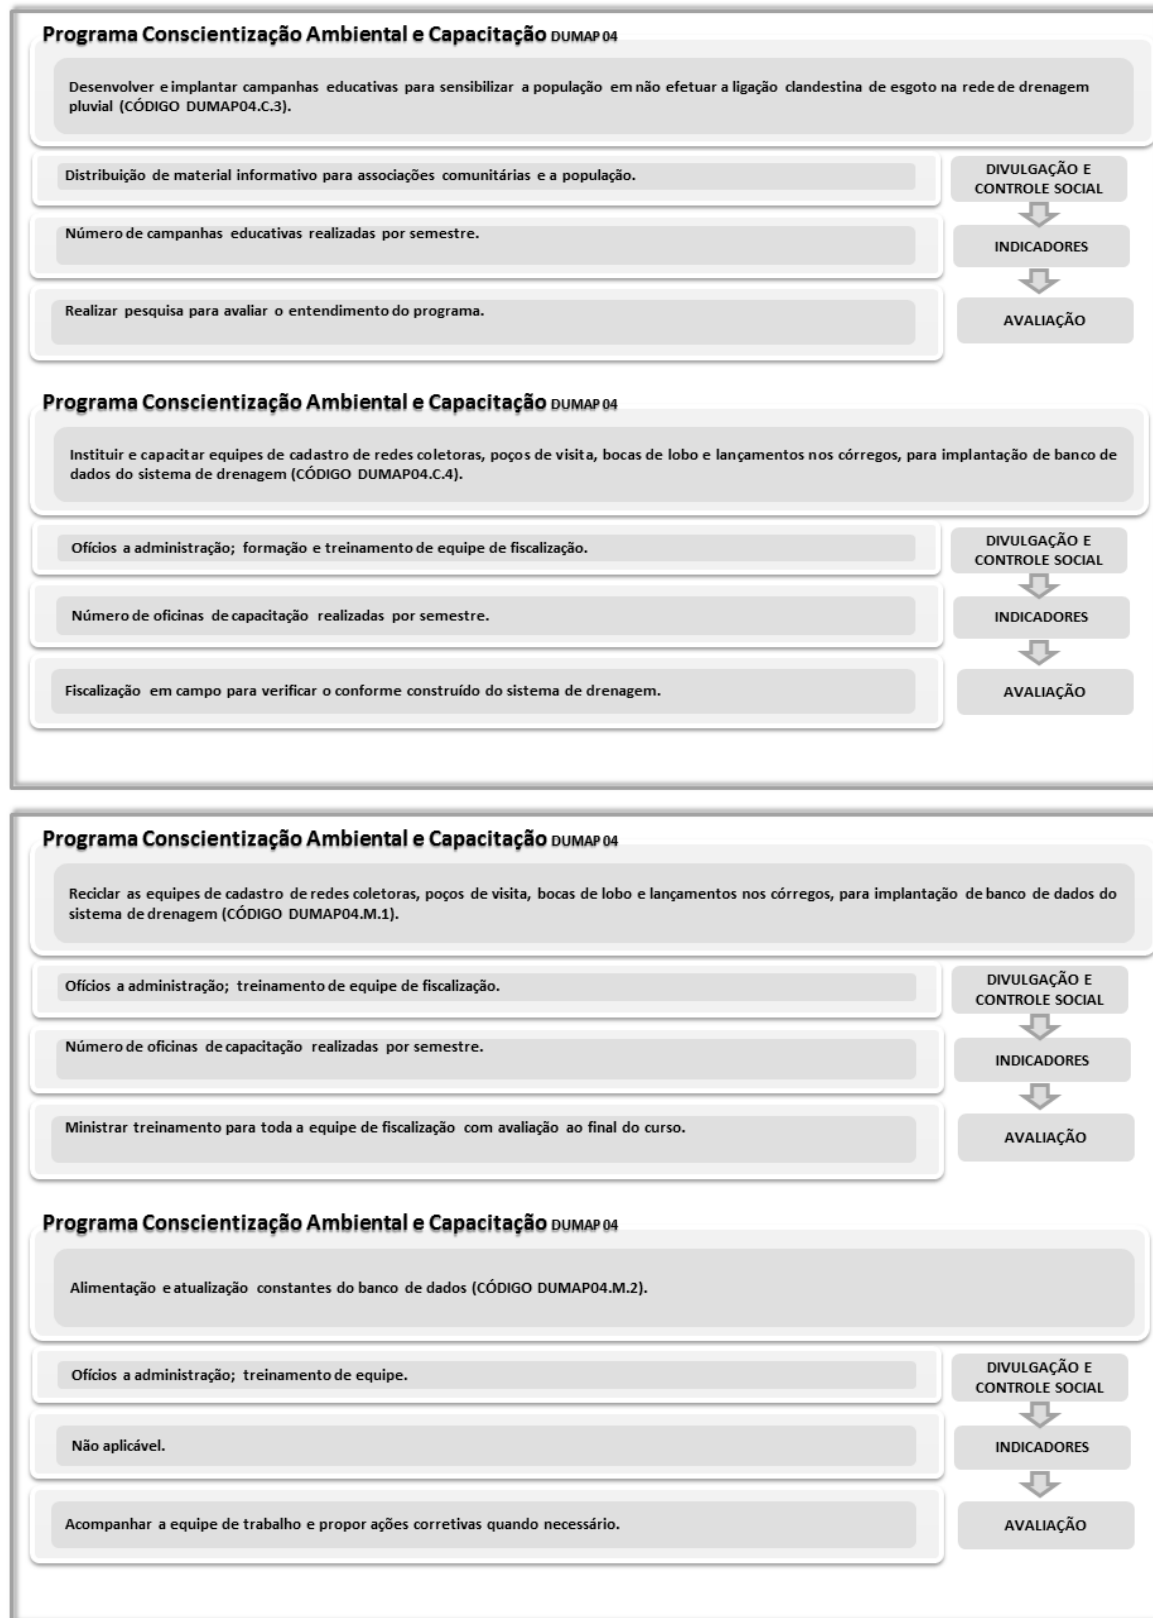 Programa Conscientização Ambiental e Capacitação DUMAP 04
Desenvolver e implantar campanhas educativas para sensibilizar a população em não efetuar a ligação clandestina de esgoto na rede de drenagem
pluvial (CÓDIGO DUMAP04.C.3).
Distribuição de material informativo para associações comunitárias e a população.
DIVULGAÇÃO E
CONTROLE SOCIAL
Número de campanhas educativas realizadas por semestre.
INDICADORES
Realizar pesquisa para avaliar o entendimento do programa.
AVALIAÇÃO
Programa Conscientização Ambiental e Capacitação DUMAP 04
Instituir e capacitar equipes de cadastro de redes coletoras, poços de visita, bocas de lobo e lançamentos nos córregos, para implantação de banco de
dados do sistema de drenagem (CÓDIGO DUMAP04.C.4).
Ofícios a administração; formação e treinamento de equipe de fiscalização.
DIVULGAÇÃO E
CONTROLE SOCIAL
Número de oficinas de capacitação realizadas por semestre.
INDICADORES
Fiscalização em campo para verificar o conforme construído do sistema de drenagem.
AVALIAÇÃO
Programa Conscientização Ambiental e Capacitação DUMAP 04
Reciclar as equipes de cadastro de redes coletoras, poços de visita, bocas de lobo e lançamentos nos córregos, para implantação de banco de dados do
sistema de drenagem (CÓDIGO DUMAP04.M.1).
Ofícios a administração; treinamento de equipe de fiscalização.
DIVULGAÇÃO E
CONTROLE SOCIAL
Número de oficinas de capacitação realizadas por semestre.
INDICADORES
Ministrar treinamento para toda a equipe de fiscalização com avaliação ao final do curso.
AVALIAÇÃO
Programa Conscientização Ambiental e Capacitação DUMAP 04
Alimentação e atualização constantes do banco de dados (CÓDIGO DUMAP04.M.2).
Ofícios a administração; treinamento de equipe.
DIVULGAÇÃO E
CONTROLE SOCIAL
Não aplicável.
INDICADORES
Acompanhar a equipe de trabalho e propor ações corretivas quando necessário.
AVALIAÇÃO